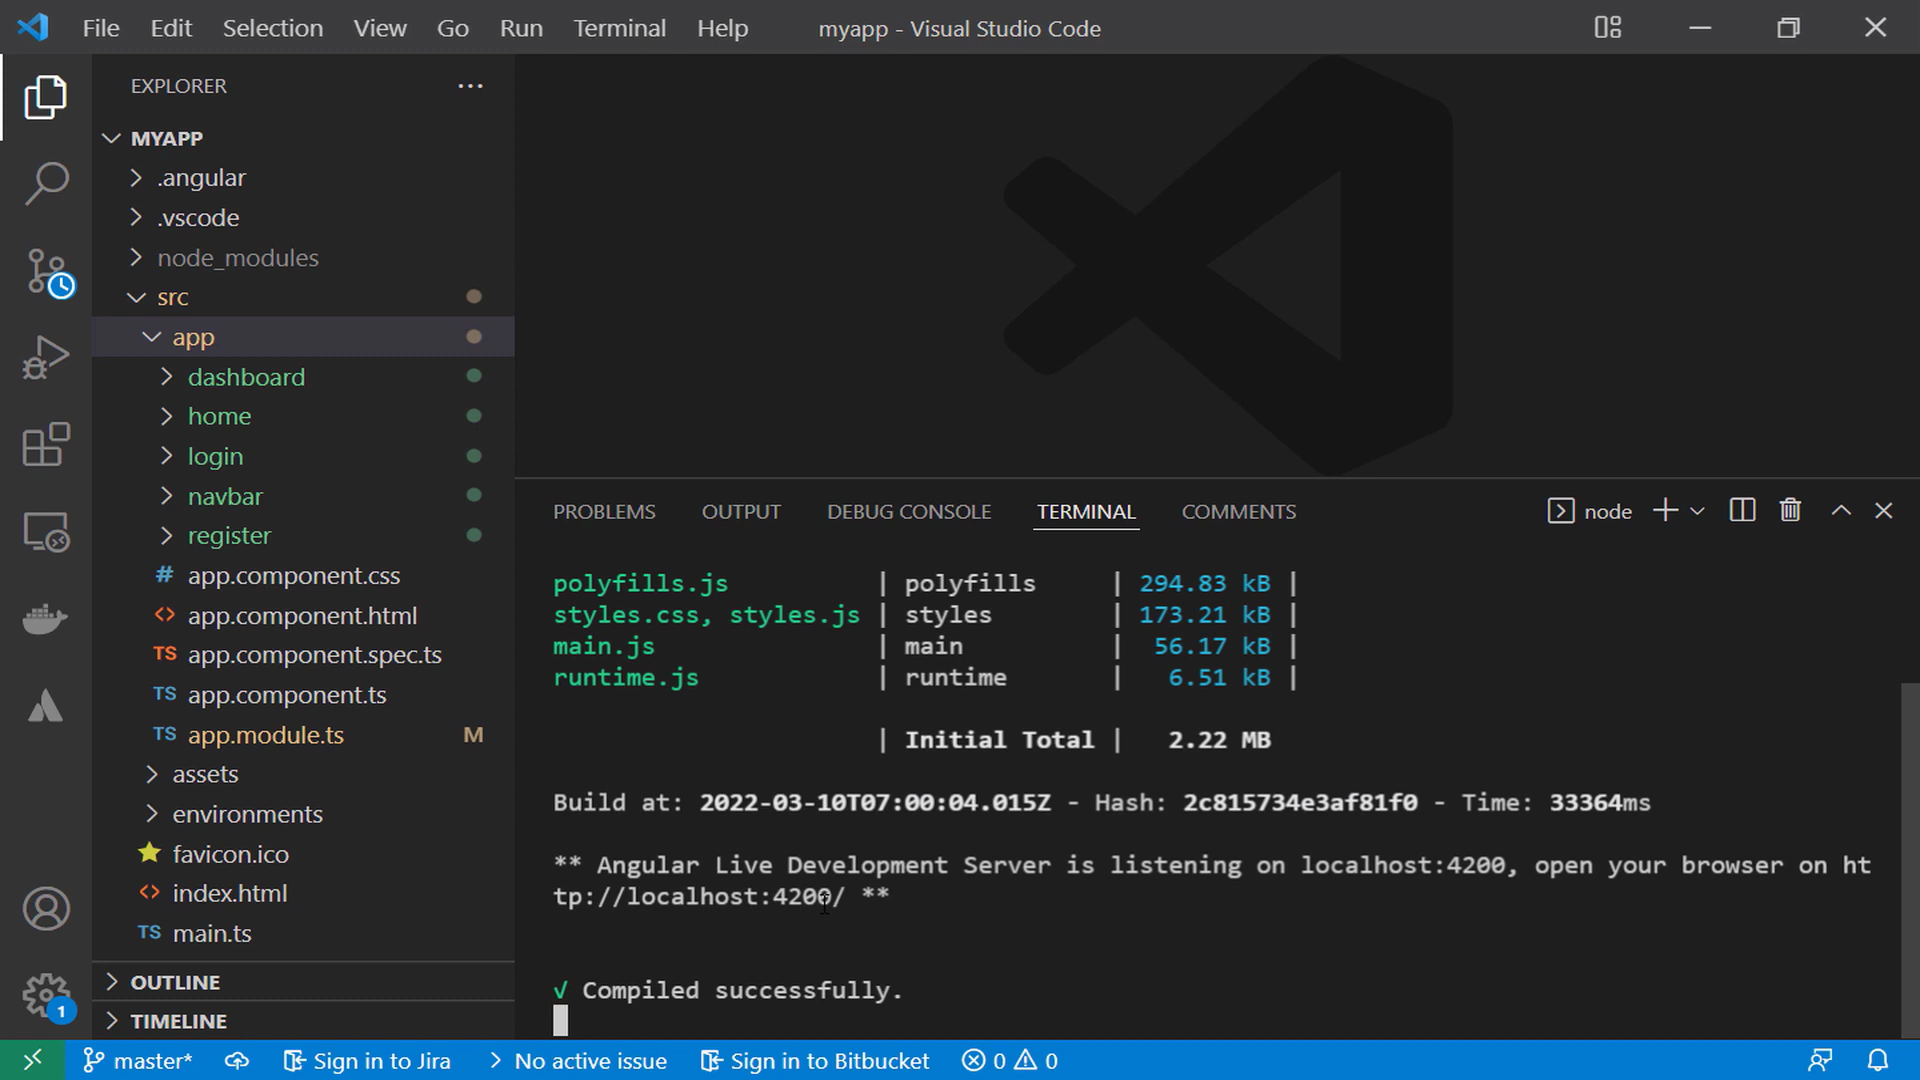 File Edit Selection View Go Run Terminal Help myapp - Visual Studio Code
EXPLORER
MYAPP
.angular
.vscode
node_modules
src
app
dashboard
home
login
navbar
register
# app.component.css
<> app.component.html
TS app.component.spec.ts
TS app.component.ts
TS app.module.ts M
assets
environments
favicon.ico
<> index.html
TS main.ts
OUTLINE
TIMELINE
1
PROBLEMS OUTPUT DEBUG CONSOLE TERMINAL COMMENTS node
polyfills.js | polyfills | 294.83 kB |
styles.css, styles.js | styles | 173.21 kB |
main.js | main | 56.17 kB |
runtime.js | runtime | 6.51 kB |
| Initial Total | 2.22 MB
Build at: 2022-03-10T07:00:04.015Z - Hash: 2c815734e3af81f0 - Time: 33364ms
** Angular Live Development Server is listening on localhost:4200, open your browser on ht
tp://localhost:4200/ **
√ Compiled successfully.
master* Sign in to Jira No active issue Sign in to Bitbucket 0 0